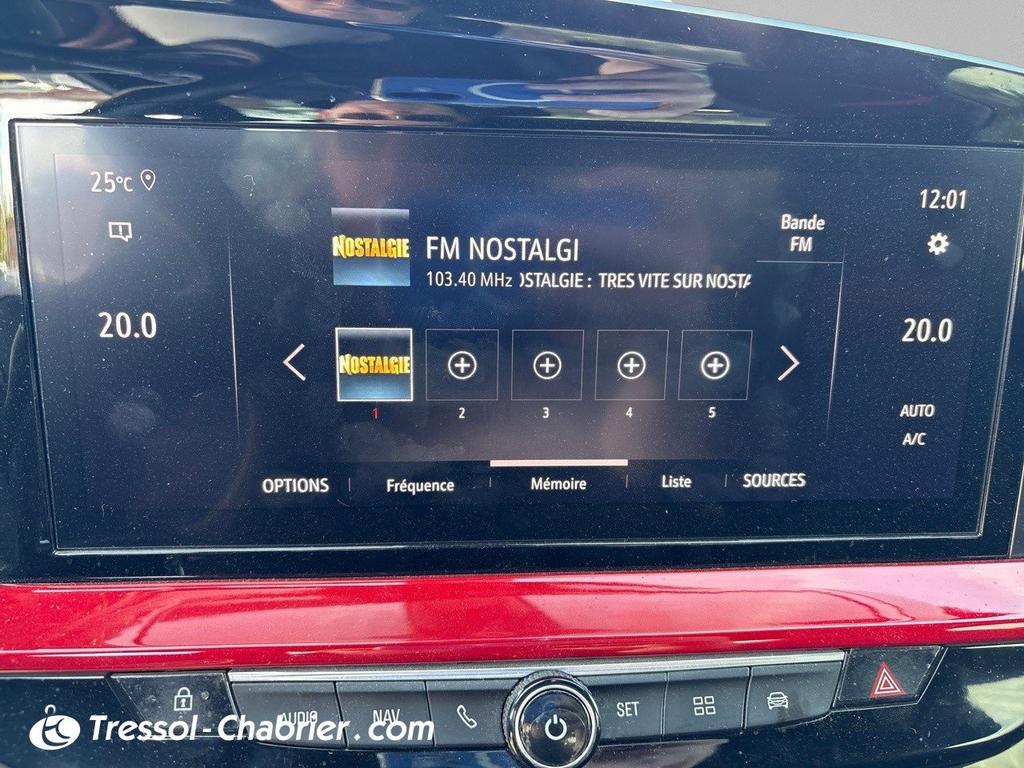 25°C
12:01
Bande
FM
NOSTALGIE
FM NOSTALGI
103.40 MHz OSTALGIE : TRES VITE SUR NOSTA
20.0
20.0
NOSTALGIE
1
2
3
4
5
AUTO
A/C
OPTIONS
Fréquence
Mémoire
Liste
SOURCES
AUDIO
NAV
SET
Tressol-Chabrier.com